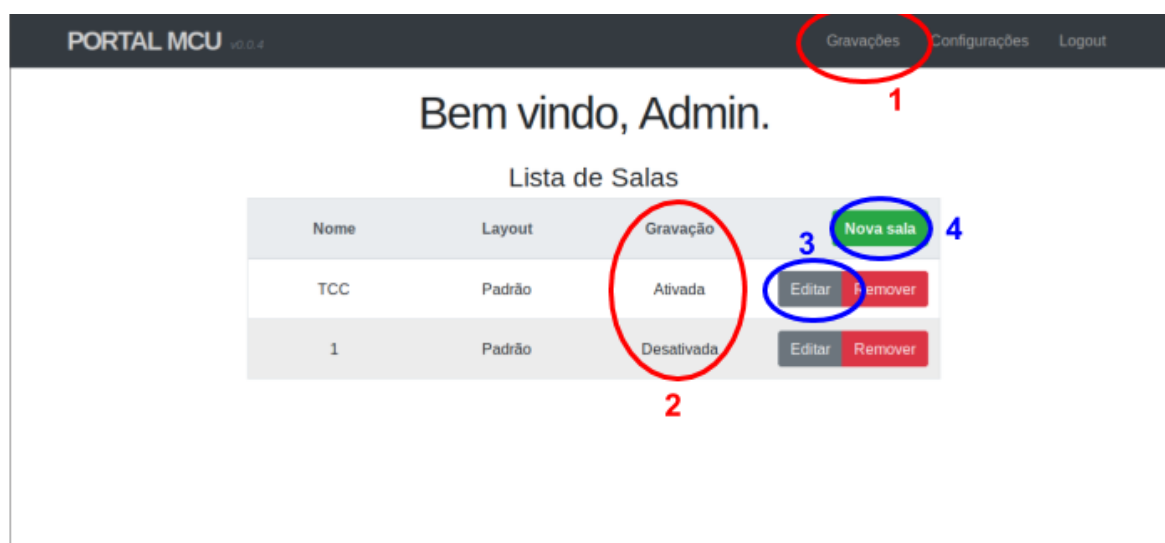 PORTAL MCU v0.0.4 Gravações Configurações Logout
1
Bem vindo, Admin.
Lista de Salas
Nome Layout Gravação Nova sala 4
3
TCC Padrão Ativada Editar Remover
1 Padrão Desativada Editar Remover
2